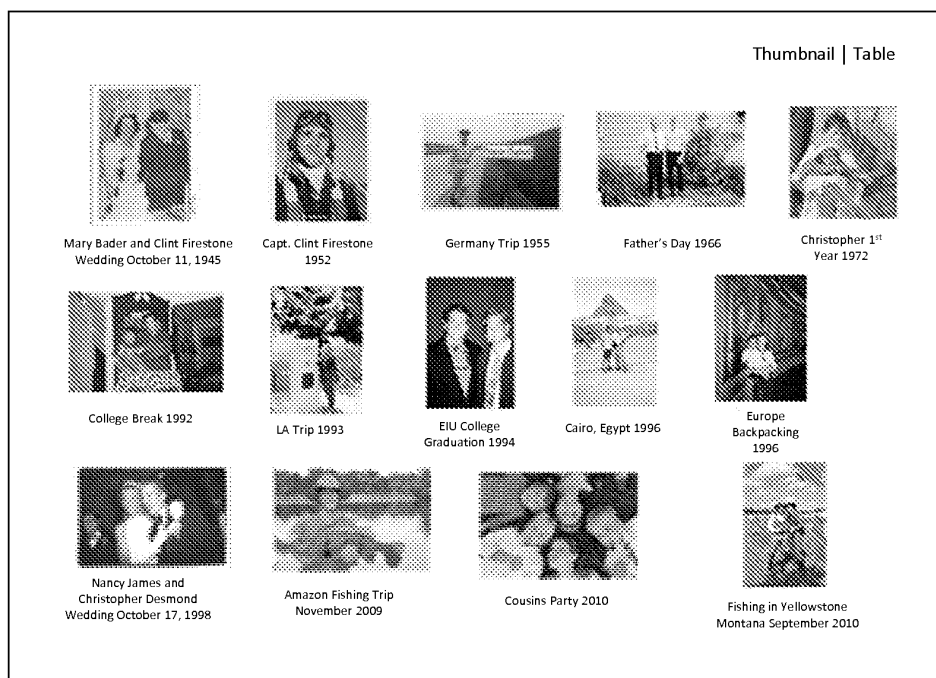 Thumbnail | Table
Mary Bader and Clint Firestone
Wedding October 11, 1945
Capt. Clint Firestone
1952
Germany Trip 1955
Father's Day 1966
Christopher 1st
Year 1972
College Break 1992
LA Trip 1993
EIU College
Graduation 1994
Cairo, Egypt 1996
Europe
Backpacking
1996
Nancy James and
Christopher Desmond
Wedding October 17, 1998
Amazon Fishing Trip
November 2009
Cousins Party 2010
Fishing in Yellowstone
Montana September 2010